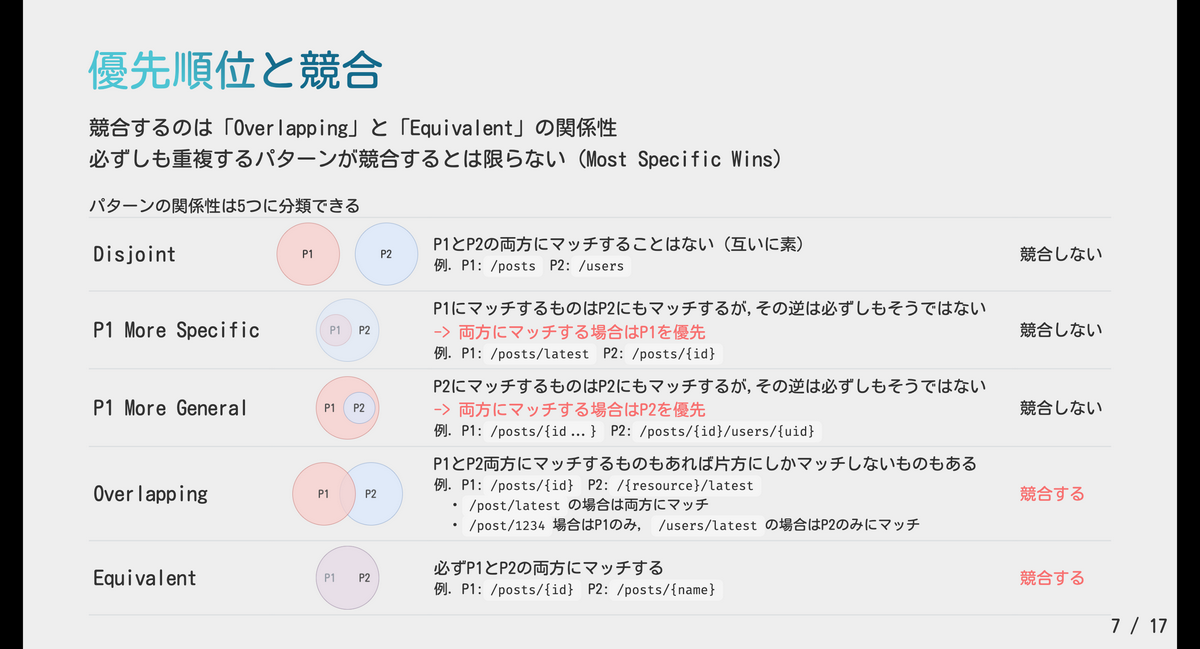 優先順位と競合
競合するのは「Overlapping」と「Equivalent」の関係性
必ずしも重複するパターンが競合するとは限らない（Most Specific Wins）
パターンの関係性は5つに分類できる
Disjoint
P1
P2
P1とP2の両方にマッチすることはない（互いに素）
例. P1: /posts P2: /users
競合しない
P1 More Specific
P1
P2
P1にマッチするものはP2にもマッチするが,その逆は必ずしもそうではない
-> 両方にマッチする場合はP1を優先
例. P1: /posts/latest P2: /posts/{id}
競合しない
P1 More General
P1
P2
P2にマッチするものはP2にもマッチするが,その逆は必ずしもそうではない
-> 両方にマッチする場合はP2を優先
例. P1: /posts/{id...} P2: /posts/{id}/users/{uid}
競合しない
Overlapping
P1
P2
P1とP2両方にマッチするものもあれば片方にしかマッチしないものもある
例. P1: /posts/{id} P2: /{resource}/latest
• /post/latest の場合は両方にマッチ
• /post/1234 場合はP1のみ, /users/latest の場合はP2のみにマッチ
競合する
Equivalent
P1
P2
必ずP1とP2の両方にマッチする
例. P1: /posts/{id} P2: /posts/{name}
競合する
7 / 17